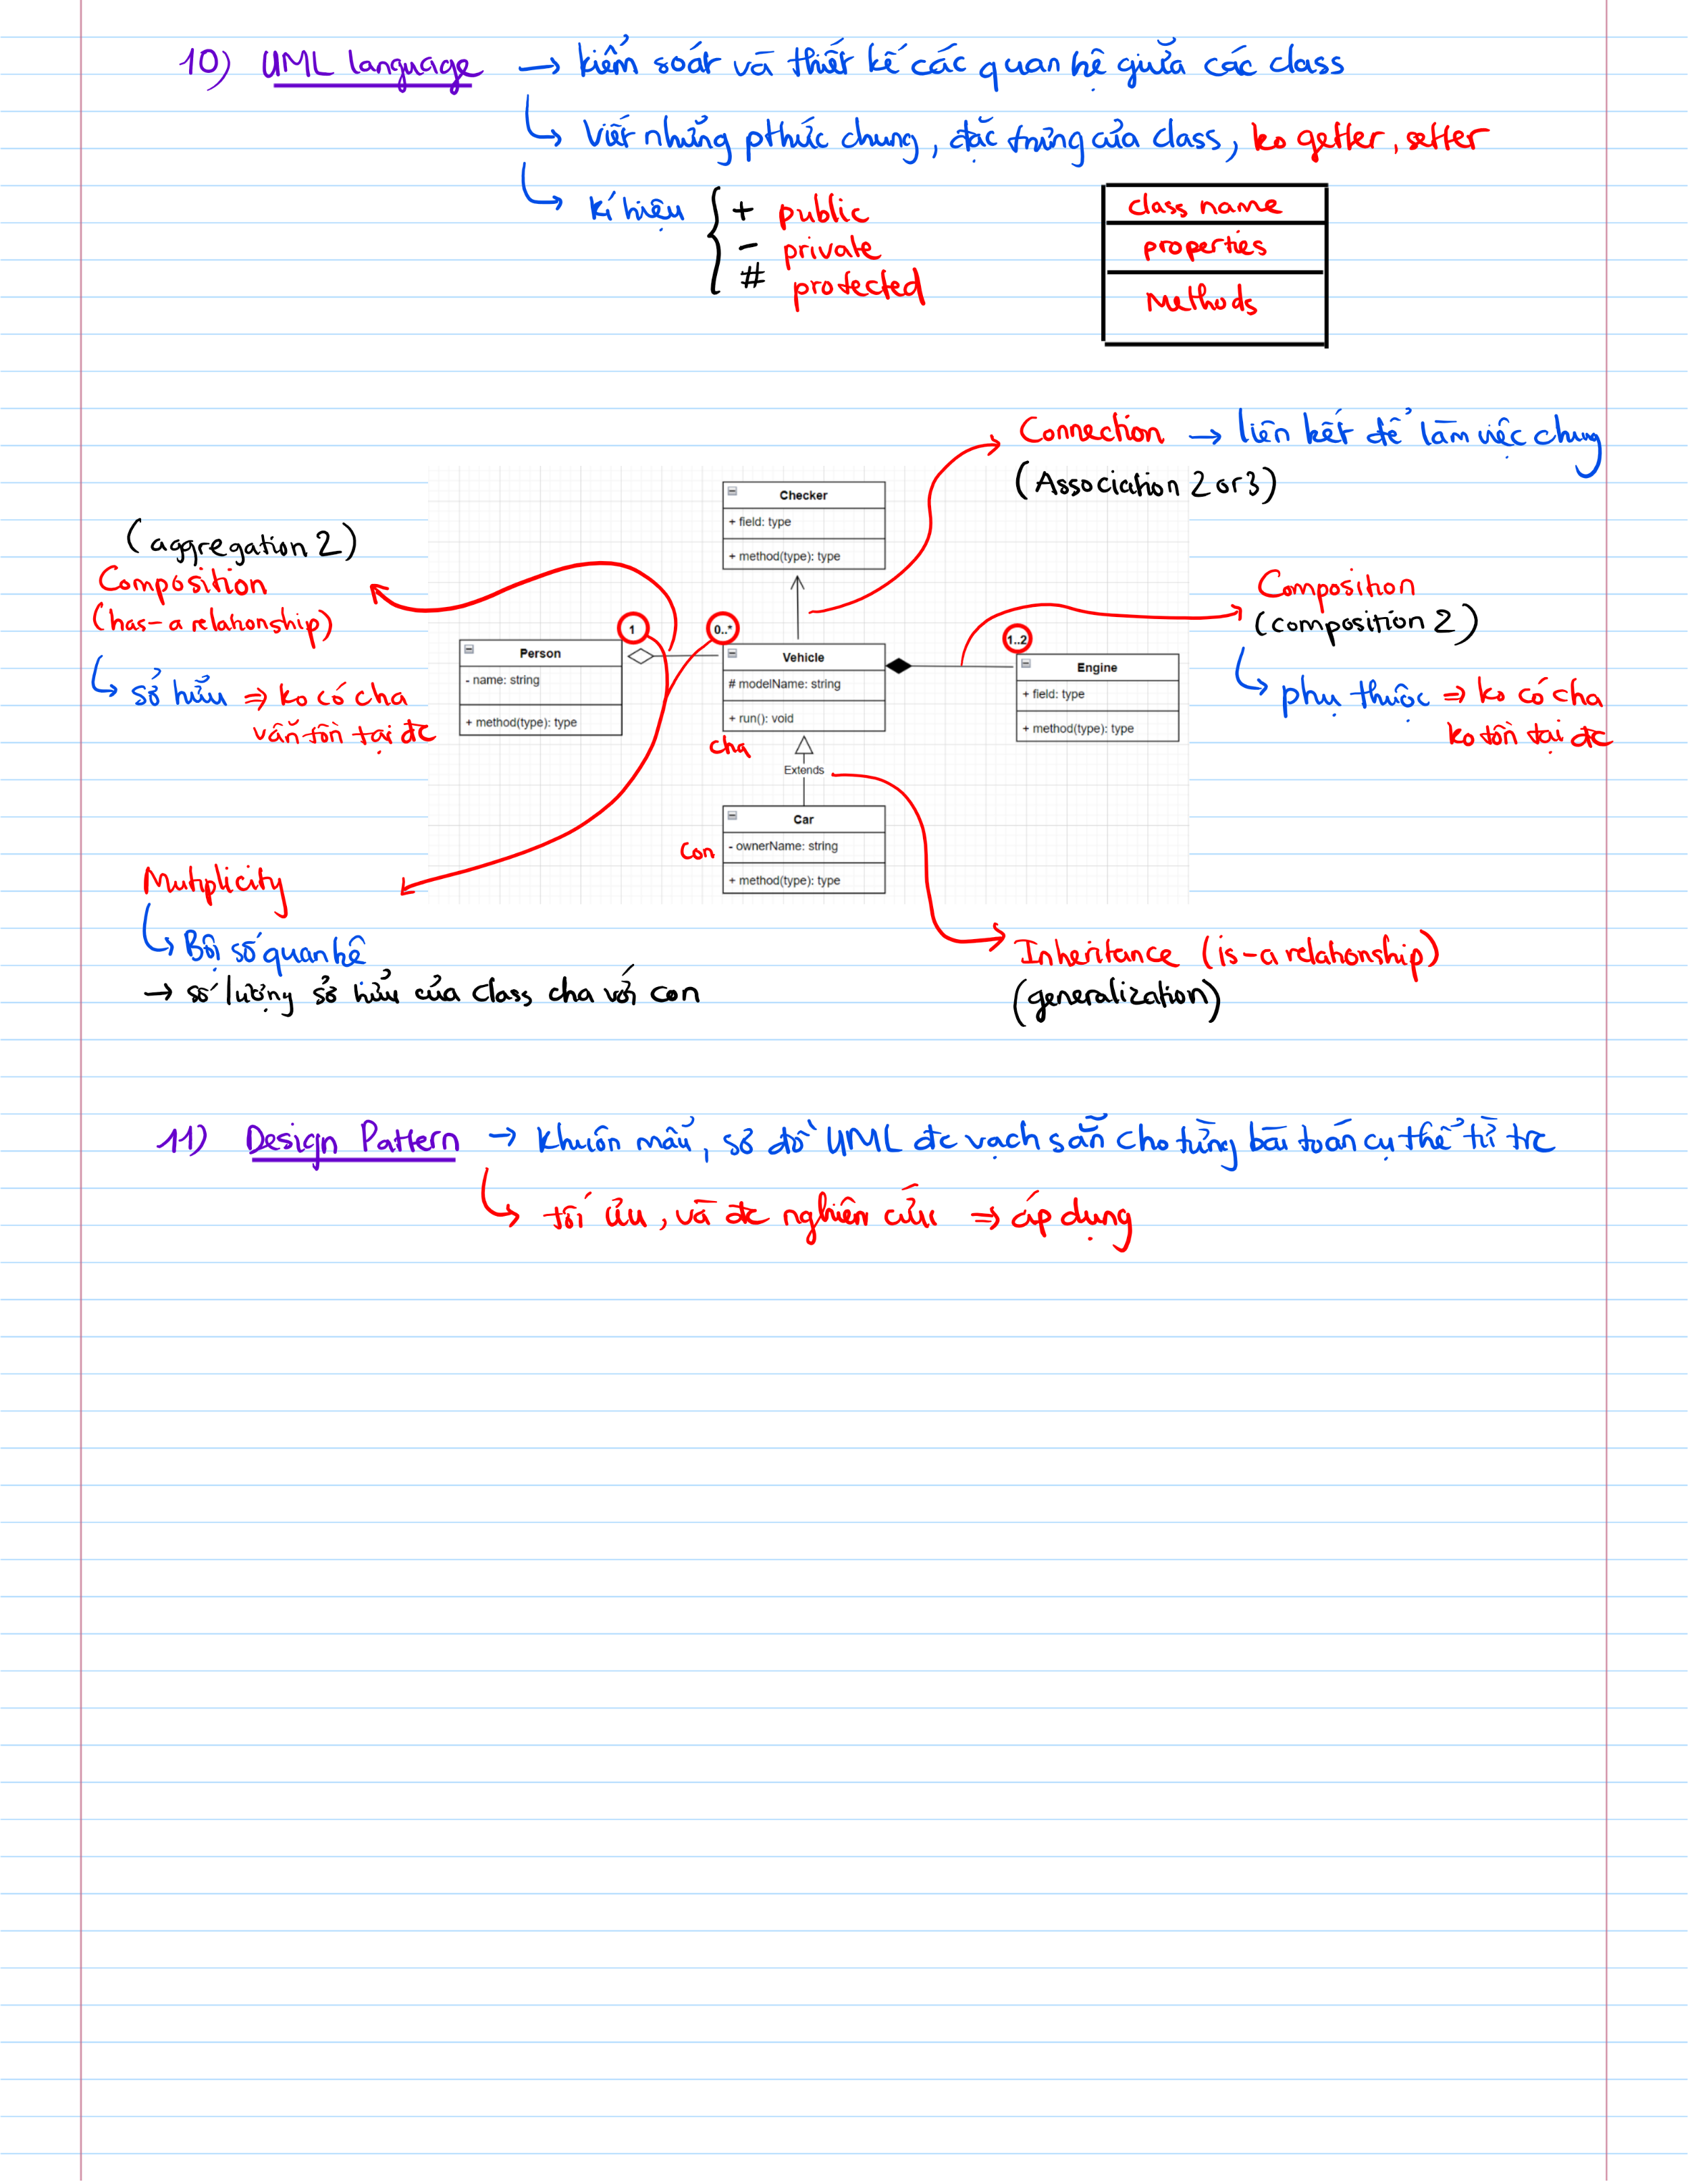 10) UML language → kiểm soát và thiết kế các quan hệ giữa các class
↳ Viết những pthức chung, đặc trưng của class, ko getter, setter
↳ kí hiệu { + public
- private
# protected
class name
properties
Methods
Connection → liên kết để làm việc chung
(Association 2 or 3)
Checker
+ field: type
+ method(type): type
(aggregation 2)
Composition
(has-a relationship)
↳ sở hữu ⇒ ko có cha
vẫn tồn tại đc
1
0..*
Person
- name: string
+ method(type): type
Vehicle
# modelName: string
+ run(): void
cha
Extends
1..2
Engine
+ field: type
+ method(type): type
Composition
(composition 2)
↳ phụ thuộc ⇒ ko có cha
ko tồn tại đc
Con
Car
- ownerName: string
+ method(type): type
Mutiplicity
↳ Bội số quan hệ
→ số lượng sở hữu của class cha với con
Inheritance (is-a relationship)
(generalization)
11) Design Pattern → khuôn mẫu, sơ đồ UML đc vạch sẵn cho từng bài toán cụ thể từ trc
↳ tối ưu, và đc nghiên cứu ⇒ áp dụng